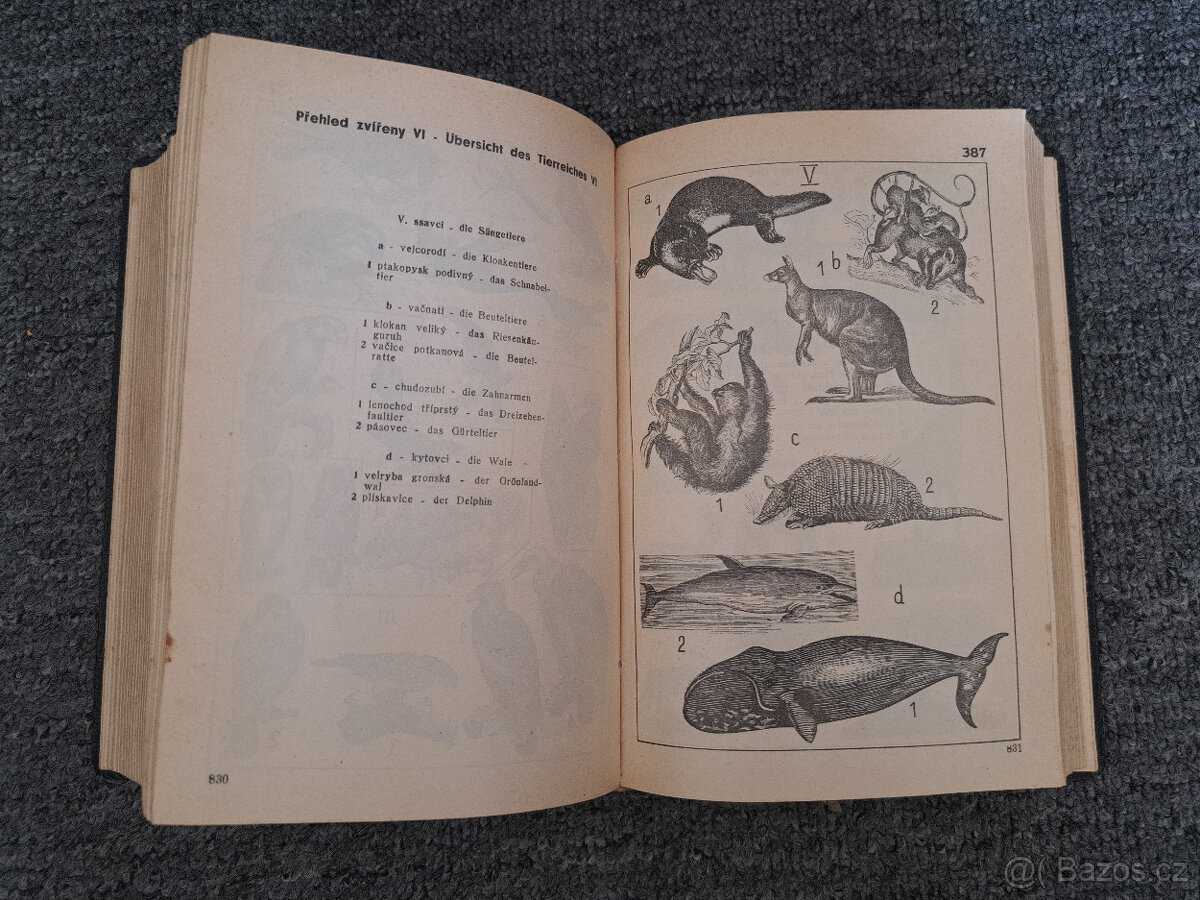 Přehled zvířeny VI - Übersicht des Tierreiches VI
V. ssavci - die Säugetiere
a - vejcorodí - die Kloakentiere
1 ptakopysk podivný - das Schnabel-
tier
b - vačnatí - die Beuteltiere
1 klokan veliký - das Riesenkän-
guruh
2 vačice potkanová - die Beutel-
ratte
c - chudozubí - die Zahnarmen
1 lenochod tříprstý - das Dreizehen-
faultier
2 pásovec - das Gürteltier
d - kytovci - die Wale
1 velryba gronská - der Grönland-
wal
2 plískavice - der Delphin
830
387
V
a
1
1 b
2
c
1
2
d
2
1
831
@( Bazos.cz